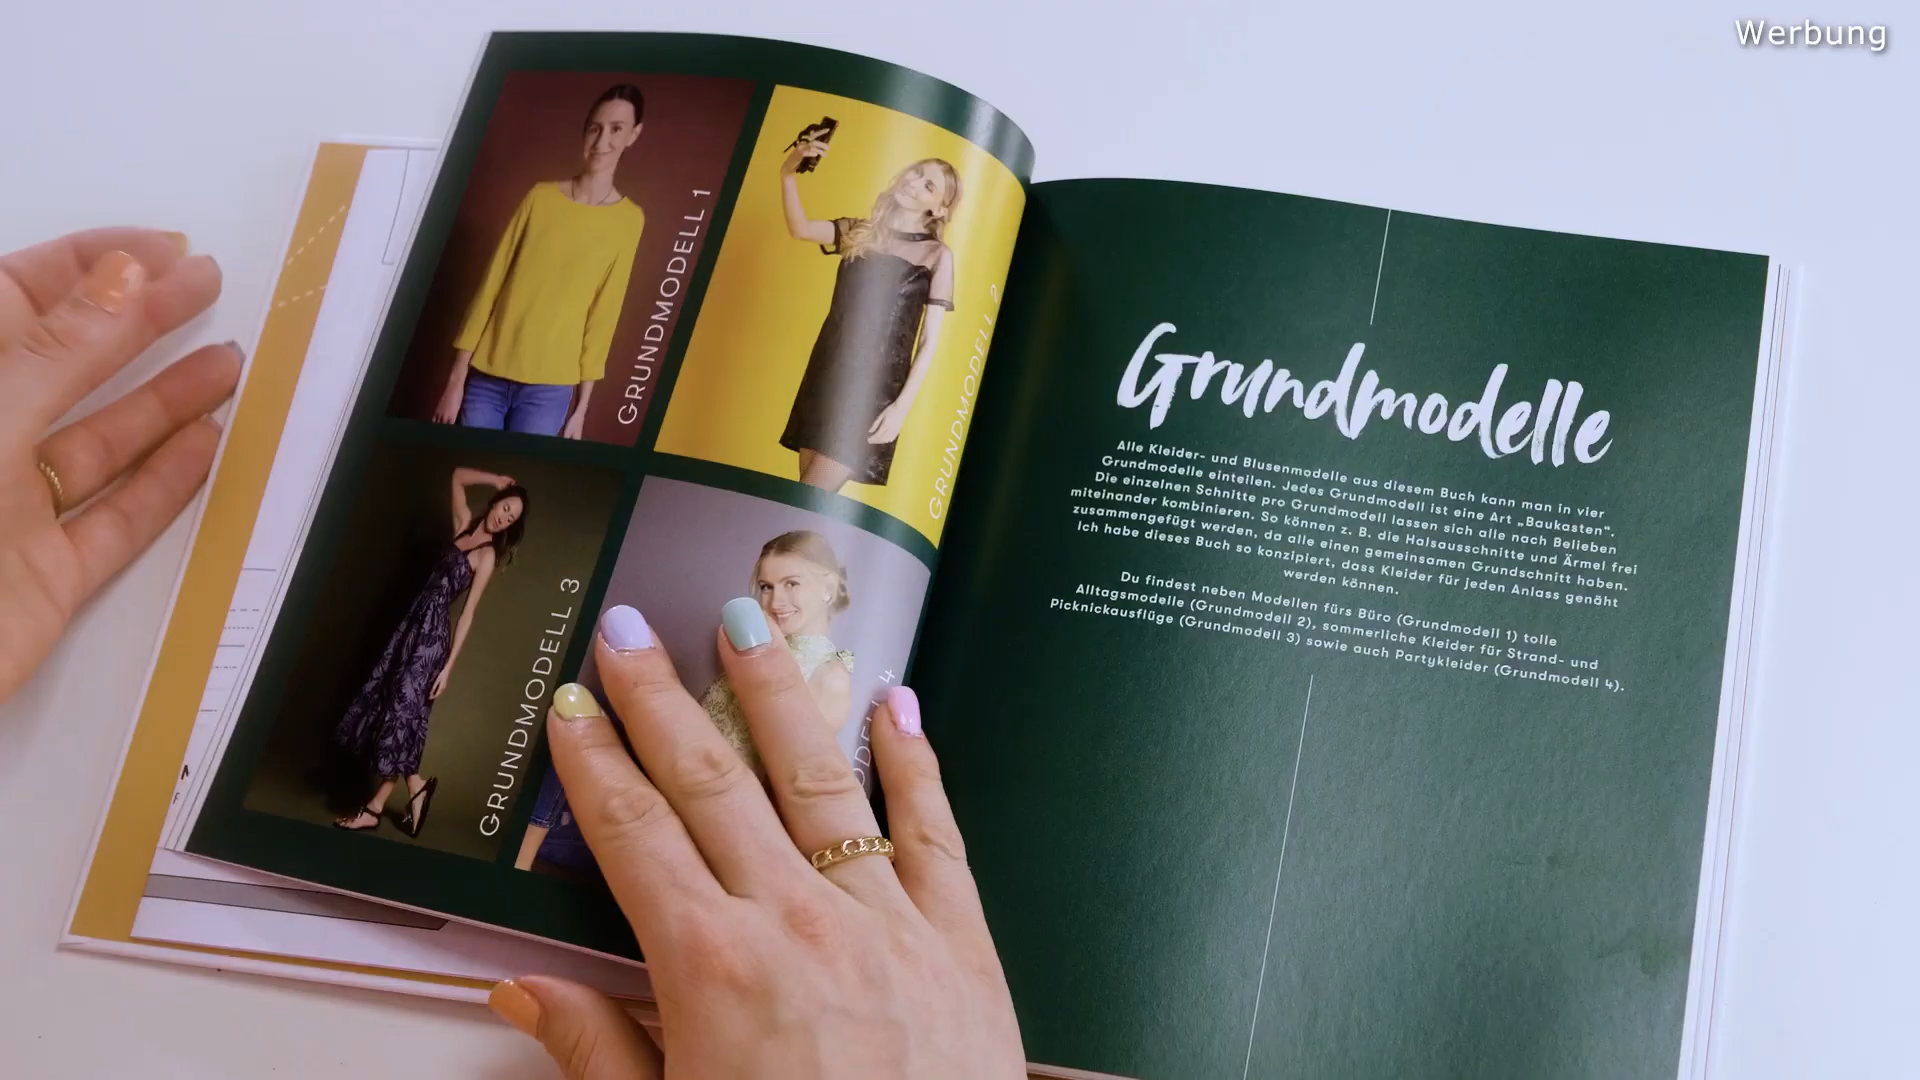 Werbung
GRUNDMODELL 1
GRUNDMODELL 2
GRUNDMODELL 3
4
Grundmodelle
Alle Kleider- und Blusenmodelle aus diesem Buch kann man in vier
Grundmodelle einteilen. Jedes Grundmodell ist eine Art „Baukasten“.
Die einzelnen Schnitte pro Grundmodell lassen sich alle nach Belieben
miteinander kombinieren. So können z. B. die Halsausschnitte und Ärmel frei
zusammengefügt werden, da alle einen gemeinsamen Grundschnitt haben.
Ich habe dieses Buch so konzipiert, dass Kleider für jeden Anlass genäht
werden können.
Du findest neben Modellen fürs Büro (Grundmodell 1) tolle
Alltagsmodelle (Grundmodell 2), sommerliche Kleider für Strand- und
Picknickausflüge (Grundmodell 3) sowie auch Partykleider (Grundmodell 4).